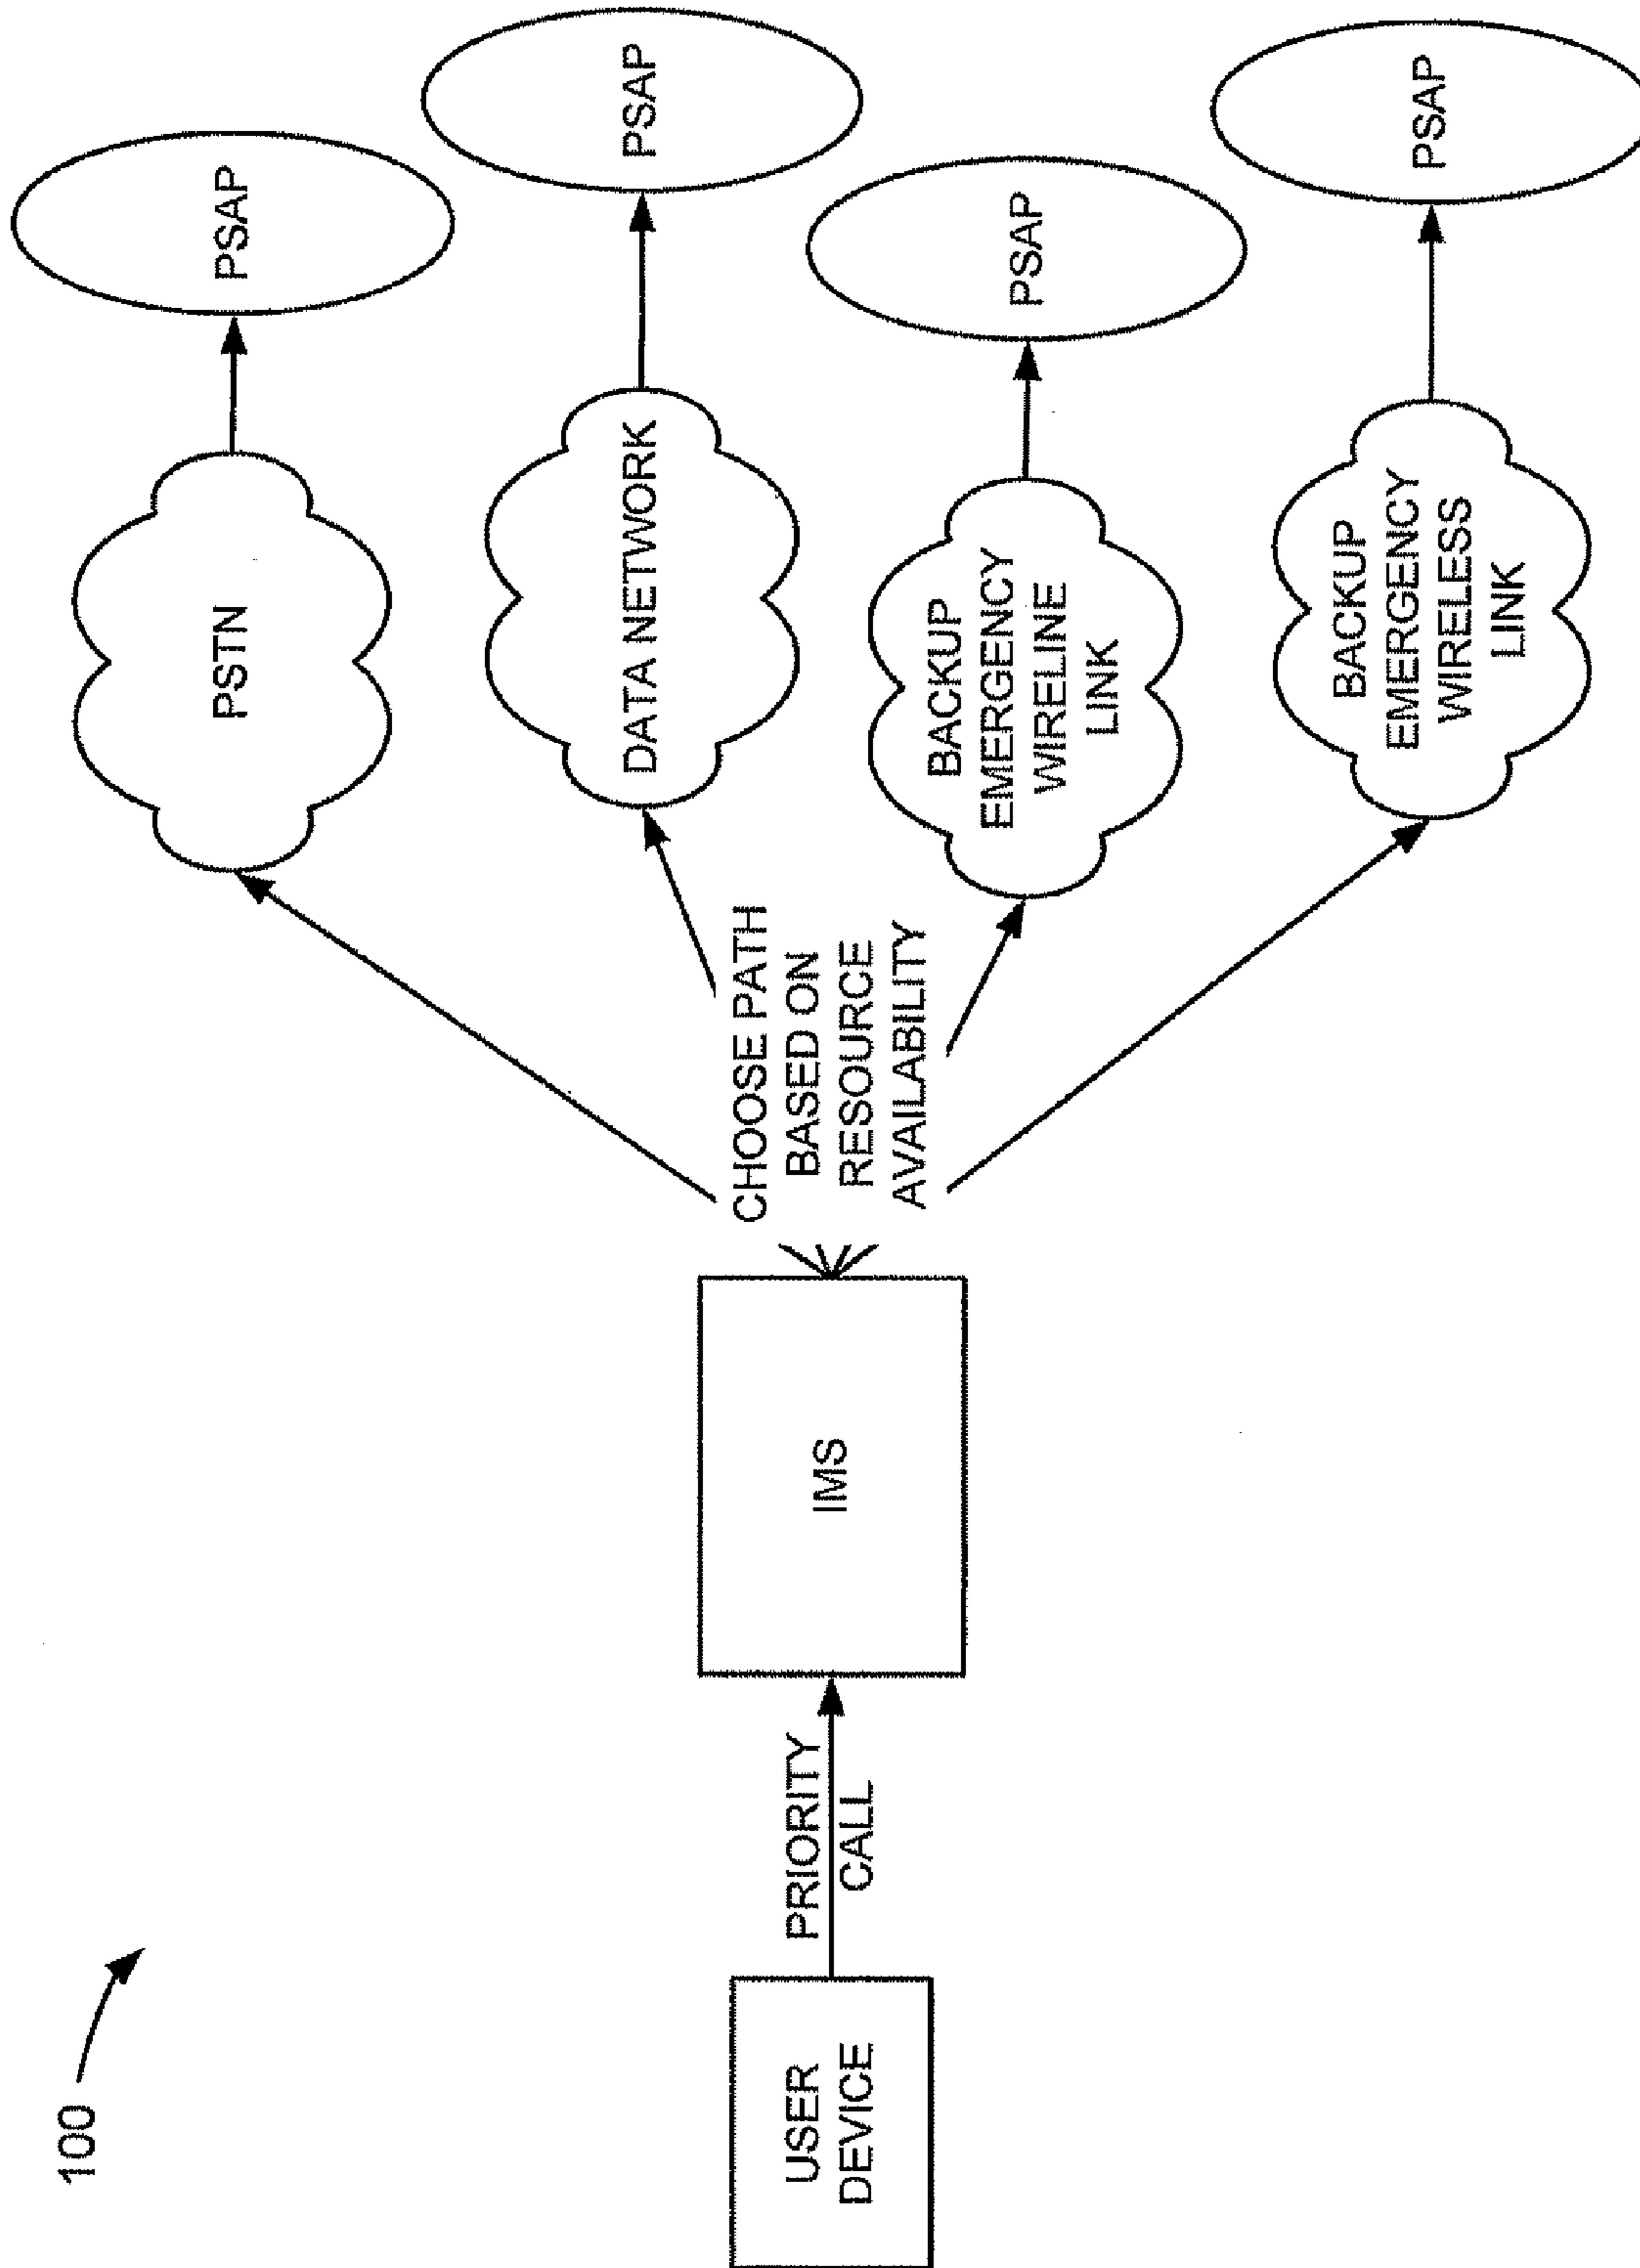 100
USER
DEVICE
PRIORITY
CALL
IMS
CHOOSE PATH
BASED ON
RESOURCE
AVAILABILITY
PSTN
PSAP
DATA NETWORK
PSAP
BACKUP
EMERGENCY
WIRELINE
LINK
PSAP
BACKUP
EMERGENCY
WIRELESS
LINK
PSAP